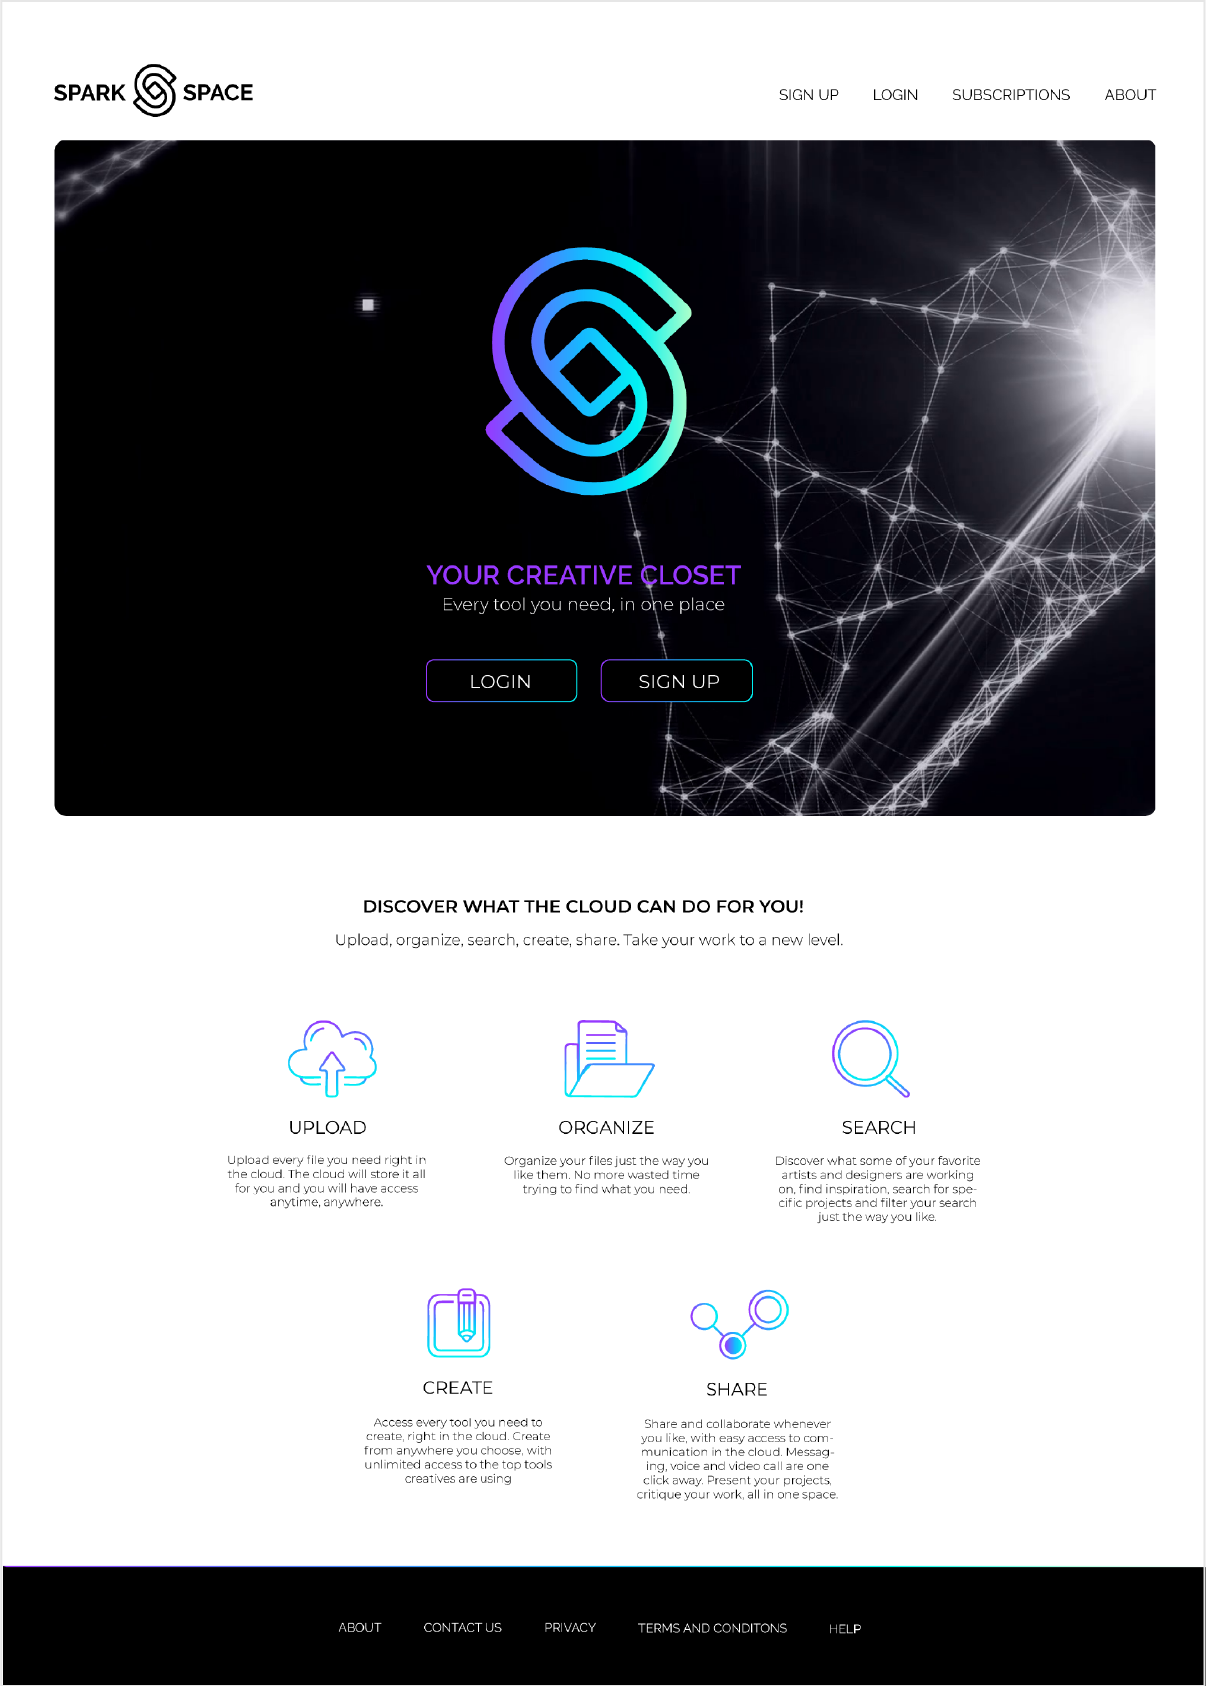 SPARK SPACE
SIGN UP LOGIN SUBSCRIPTIONS ABOUT
YOUR CREATIVE CLOSET
Every tool you need, in one place
LOGIN SIGN UP
DISCOVER WHAT THE CLOUD CAN DO FOR YOU!
Upload, organize, search, create, share. Take your work to a new level.
UPLOAD
Upload every file you need right in
the cloud. The cloud will store it all
for you and you will have access
anytime, anywhere.
ORGANIZE
Organize your files just the way you
like them. No more wasted time
trying to find what you need.
SEARCH
Discover what some of your favorite
artists and designers are working
on, find inspiration, search for spe-
cific projects and filter your search
just the way you like.
CREATE
Access every tool you need to
create, right in the cloud. Create
from anywhere you choose, with
unlimited access to the top tools
creatives are using
SHARE
Share and collaborate whenever
you like, with easy access to com-
munication in the cloud. Messag-
ing, voice and video call are one
click away. Present your projects,
critique your work, all in one space.
ABOUT CONTACT US PRIVACY TERMS AND CONDITONS HELP